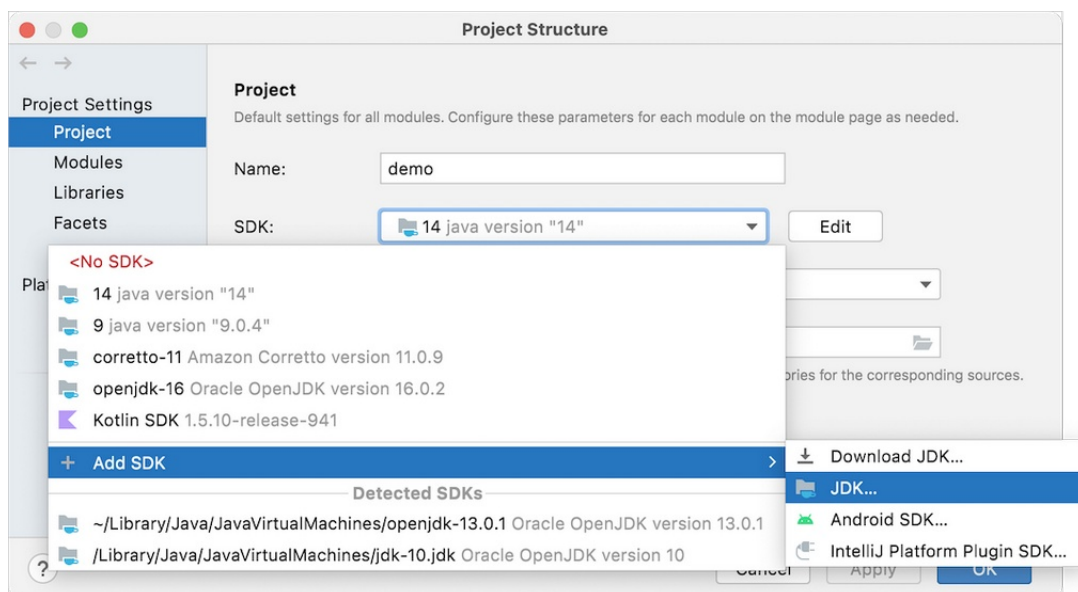 Project Structure
Project Settings
Project
Modules
Libraries
Facets
Project
Default settings for all modules. Configure these parameters for each module on the module page as needed.
Name: demo
SDK: 14 java version "14" Edit
<No SDK>
14 java version "14"
9 java version "9.0.4"
corretto-11 Amazon Corretto version 11.0.9
openjdk-16 Oracle OpenJDK version 16.0.2
Kotlin SDK 1.5.10-release-941
for the corresponding sources.
+ Add SDK >
Download JDK...
JDK...
Android SDK...
IntelliJ Platform Plugin SDK...
Detected SDKs
~/Library/Java/JavaVirtualMachines/openjdk-13.0.1 Oracle OpenJDK version 13.0.1
/Library/Java/JavaVirtualMachines/jdk-10.jdk Oracle OpenJDK version 10
? Cancel Apply OK